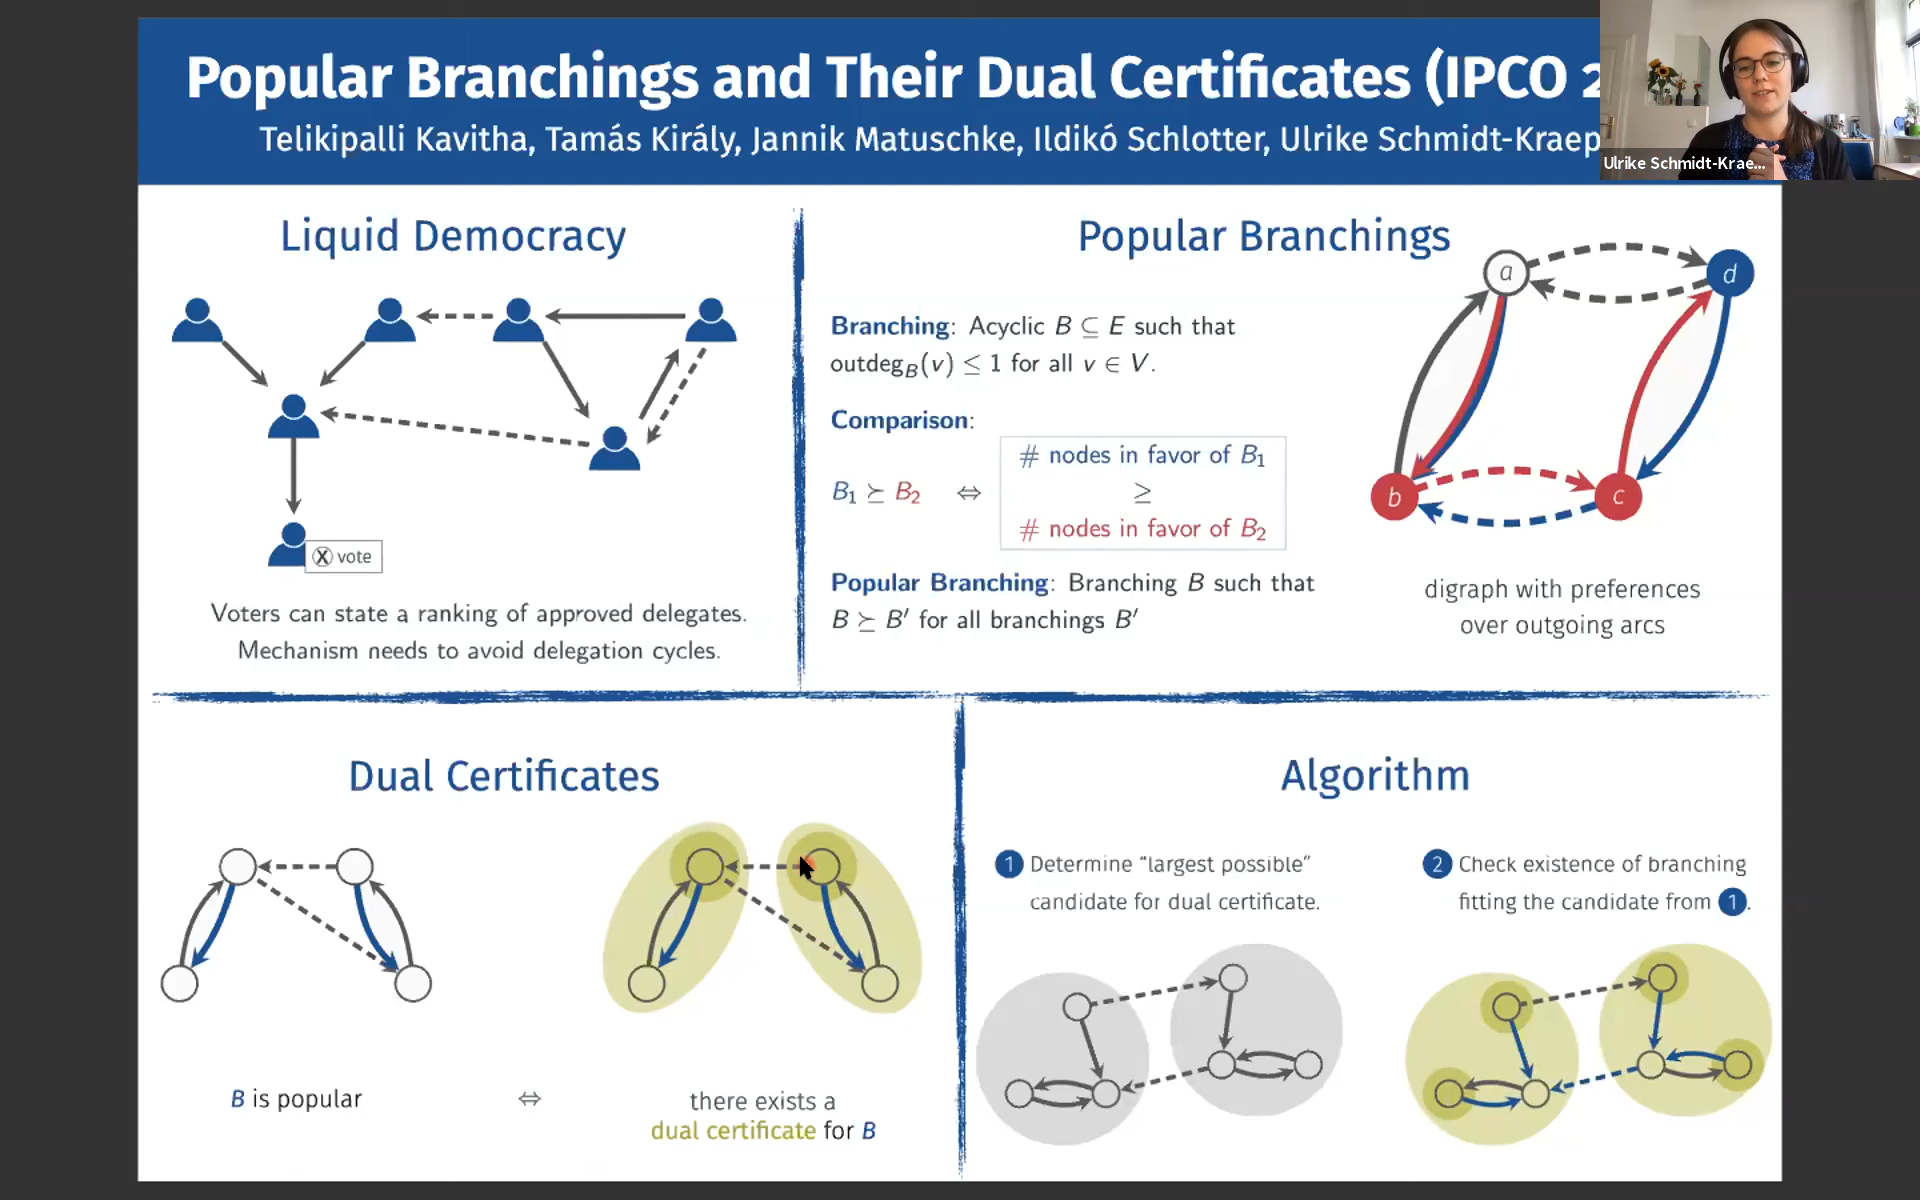 Popular Branchings and Their Dual Certificates (IPCO
Telikipalli Kavitha, Tamás Király, Jannik Matuschke, Ildikó Schlotter, Ulrike Schmidt-Kraep
Ulrike Schmidt-Krae...
Liquid Democracy
X vote
Voters can state a ranking of approved delegates.
Mechanism needs to avoid delegation cycles.
Popular Branchings
Branching: Acyclic B ⊆ E such that
outdeg_B(v) ≤ 1 for all v ∈ V.
Comparison:
# nodes in favor of B₁
B₁ ⪰ B₂ ⇔ ≥
# nodes in favor of B₂
Popular Branching: Branching B such that
B ⪰ B′ for all branchings B′
a
d
b
c
digraph with preferences
over outgoing arcs
Dual Certificates
B is popular ⇔ there exists a
dual certificate for B
Algorithm
1 Determine “largest possible”
candidate for dual certificate.
2 Check existence of branching
fitting the candidate from 1.